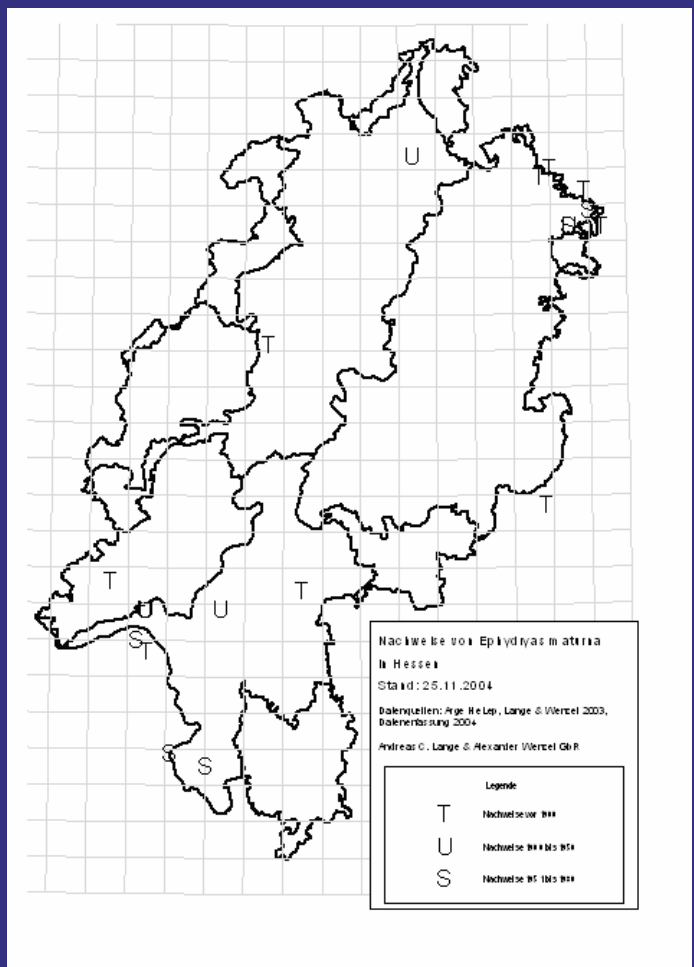 U
T
T
S
T
T
T
T
T
U
U
S
T
S
S
Nachweise von Ephydryas maturna
in Hessen
Stand: 25.11.2004
Datenquellen: Arge HeLep, Lange & Wenzel 2003,
Datenerfassung 2004
Andreas C. Lange & Alexander Wenzel GbR
Legende
T Nachweise vor
U Nachweise bis
S Nachweise bis